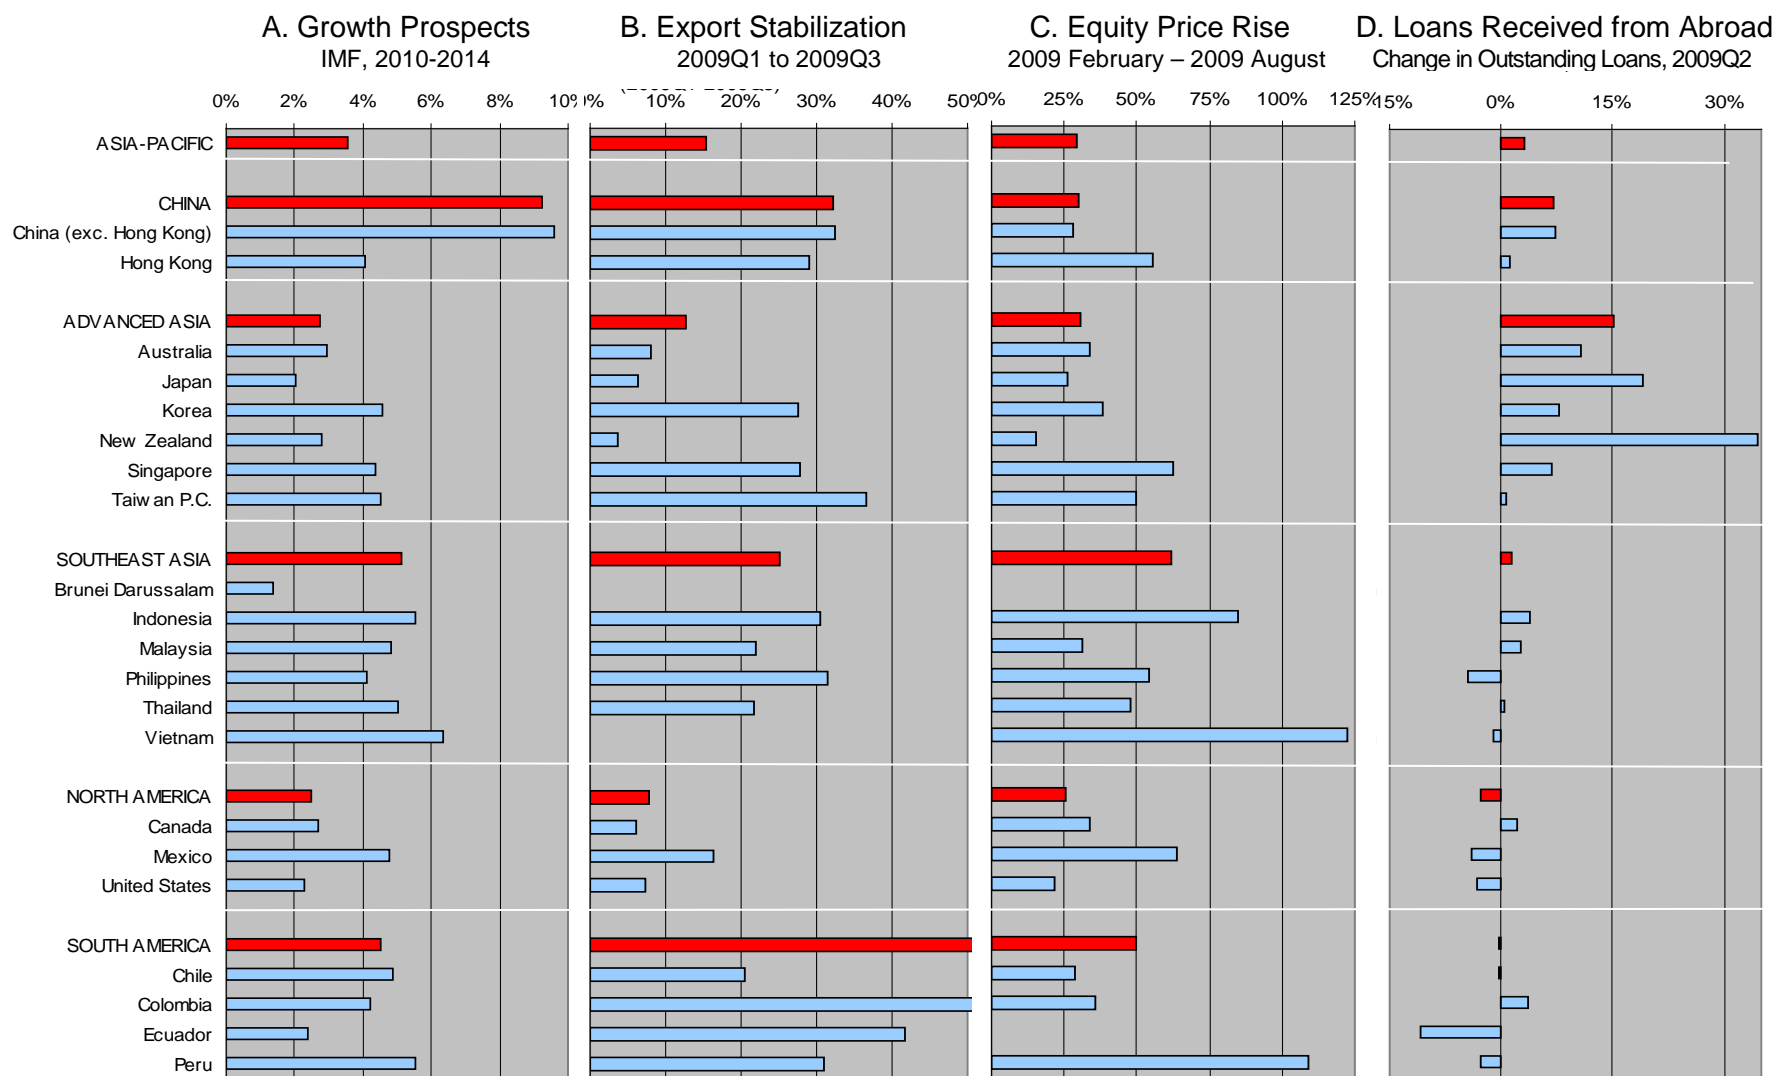 A. Growth Prospects
IMF, 2010-2014
B. Export Stabilization
2009Q1 to 2009Q3
C. Equity Price Rise
2009 February – 2009 August
D. Loans Received from Abroad
Change in Outstanding Loans, 2009Q2
0% 2% 4% 6% 8% 10%
0% 10% 20% 30% 40% 50%
0% 25% 50% 75% 100% 125%
15% 0% 15% 30%
ASIA-PACIFIC
CHINA
China (exc. Hong Kong)
Hong Kong
ADVANCED ASIA
Australia
Japan
Korea
New Zealand
Singapore
Taiwan P.C.
SOUTHEAST ASIA
Brunei Darussalam
Indonesia
Malaysia
Philippines
Thailand
Vietnam
NORTH AMERICA
Canada
Mexico
United States
SOUTH AMERICA
Chile
Colombia
Ecuador
Peru